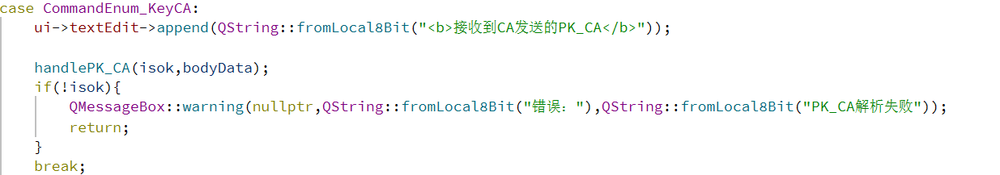 case CommandEnum_KeyCA:
ui->textEdit->append(QString::fromLocal8Bit("<b>接收到CA发送的PK_CA</b>"));
handlePK_CA(isok,bodyData);
if(!isok){
QMessageBox::warning(nullptr,QString::fromLocal8Bit("错误："),QString::fromLocal8Bit("PK_CA解析失败"));
return;
}
break;